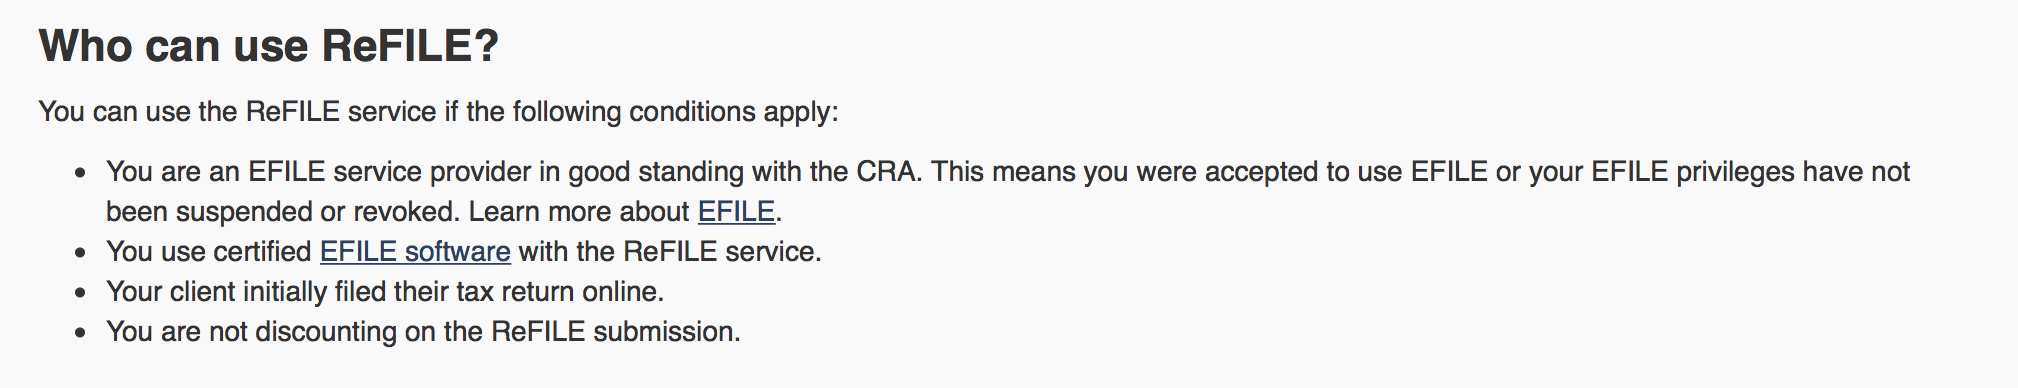 Who can use ReFILE?
You can use the ReFILE service if the following conditions apply:
• You are an EFILE service provider in good standing with the CRA. This means you were accepted to use EFILE or your EFILE privileges have not
been suspended or revoked. Learn more about EFILE.
• You use certified EFILE software with the ReFILE service.
• Your client initially filed their tax return online.
• You are not discounting on the ReFILE submission.